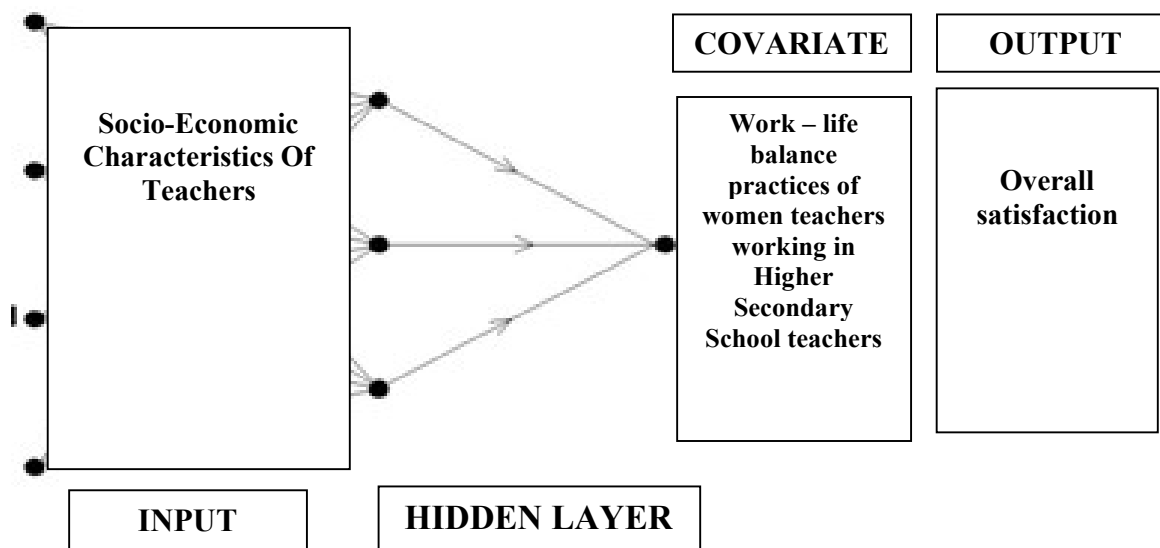 COVARIATE
OUTPUT
Socio-Economic
Characteristics Of
Teachers
Work – life
balance
practices of
women teachers
working in
Higher
Secondary
School teachers
Overall
satisfaction
INPUT
HIDDEN LAYER